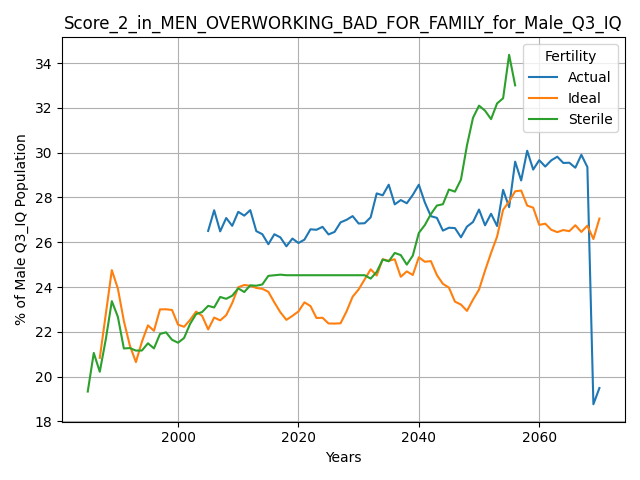 Score_2_in_MEN_OVERWORKING_BAD_FOR_FAMILY_for_Male_Q3_IQ
Fertility
Actual
Ideal
Sterile
% of Male Q3_IQ Population
34
32
30
28
26
24
22
20
18
2000
2020
2040
2060
Years